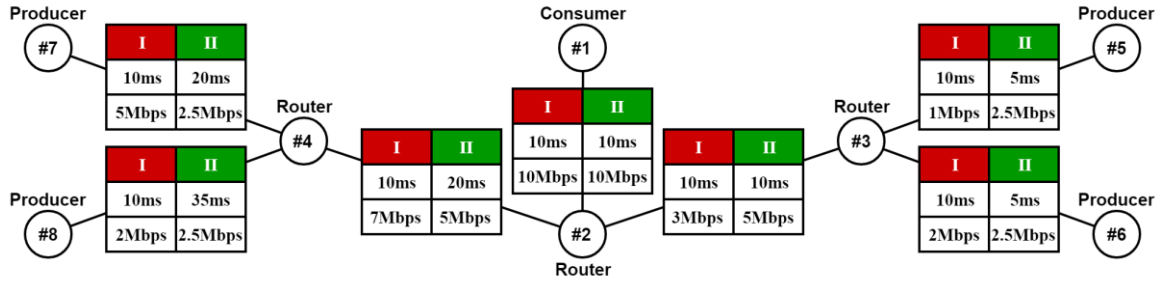 Producer
#7
I II
10ms 20ms
5Mbps 2.5Mbps
Router
#4
Producer
#8
I II
10ms 35ms
2Mbps 2.5Mbps
I II
10ms 20ms
7Mbps 5Mbps
Consumer
#1
I II
10ms 10ms
10Mbps 10Mbps
#2
Router
I II
10ms 10ms
3Mbps 5Mbps
Router
#3
I II
10ms 5ms
1Mbps 2.5Mbps
Producer
#5
I II
10ms 5ms
2Mbps 2.5Mbps
Producer
#6